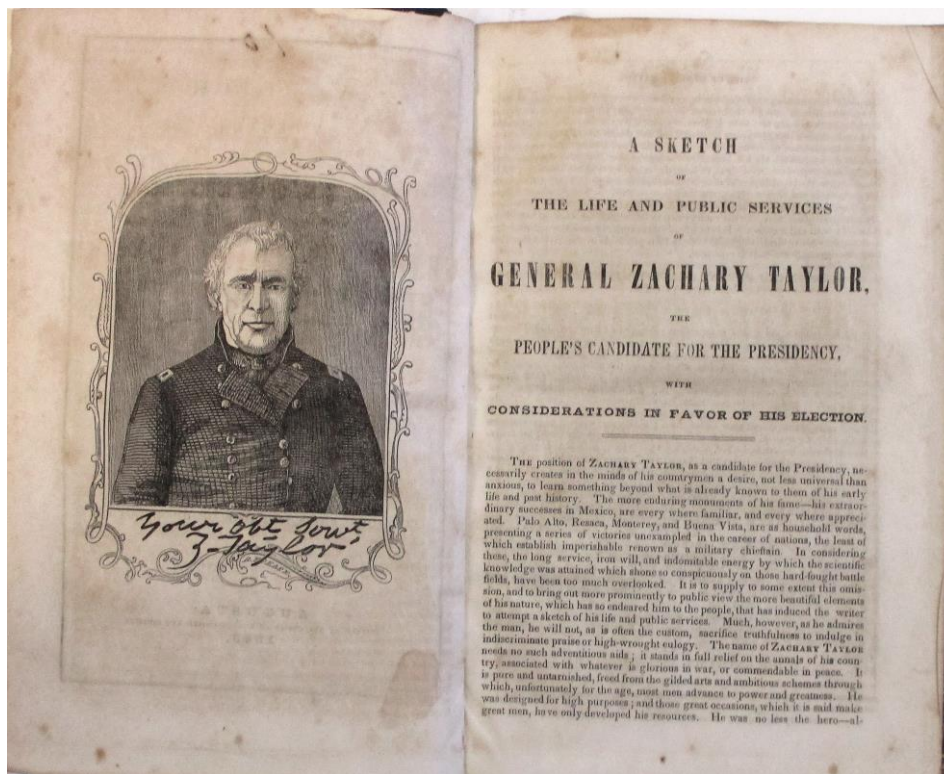 Your obt Servt,
Z Taylor
A SKETCH
OF
THE LIFE AND PUBLIC SERVICES
OF
GENERAL ZACHARY TAYLOR,
THE
PEOPLE'S CANDIDATE FOR THE PRESIDENCY,
WITH
CONSIDERATIONS IN FAVOR OF HIS ELECTION.
THE position of ZACHARY TAYLOR, as a candidate for the Presidency, ne-
cessarily creates in the minds of his countrymen a desire, not less universal than
anxious, to learn something beyond what is already known to them of his early
life and past history. The more enduring monuments of his fame—his extraor-
dinary successes in Mexico, are every where familiar, and every where appreci-
ated. Palo Alto, Resaca, Monterey, and Buena Vista, are as household words,
presenting a series of victories unexampled in the career of nations, the least of
which establish imperishable renown as a military chieftain. In considering
these, the long service, iron will, and indomitable energy by which the scientific
knowledge was attained which shone so conspicuously on those hard-fought battle
fields, have been too much overlooked. It is to supply to some extent this omis-
sion, and to bring out more prominently to public view the more beautiful elements
of his nature, which has so endeared him to the people, that has induced the writer
to attempt a sketch of his life and public services. Much, however, as he admires
the man, he will not, as is often the custom, sacrifice truthfulness to indulge in
indiscriminate praise or high-wrought eulogy. The name of ZACHARY TAYLOR
needs no such adventitious aids; it stands in full relief on the annals of his coun-
try, associated with whatever is glorious in war, or commendable in peace. It
is pure and untarnished, freed from the gilded arts and ambitious schemes through
which, unfortunately for the age, most men advance to power and greatness. He
was designed for high purposes; and those great occasions, which it is said make
great men, have only developed his resources. He was no less the hero—al-